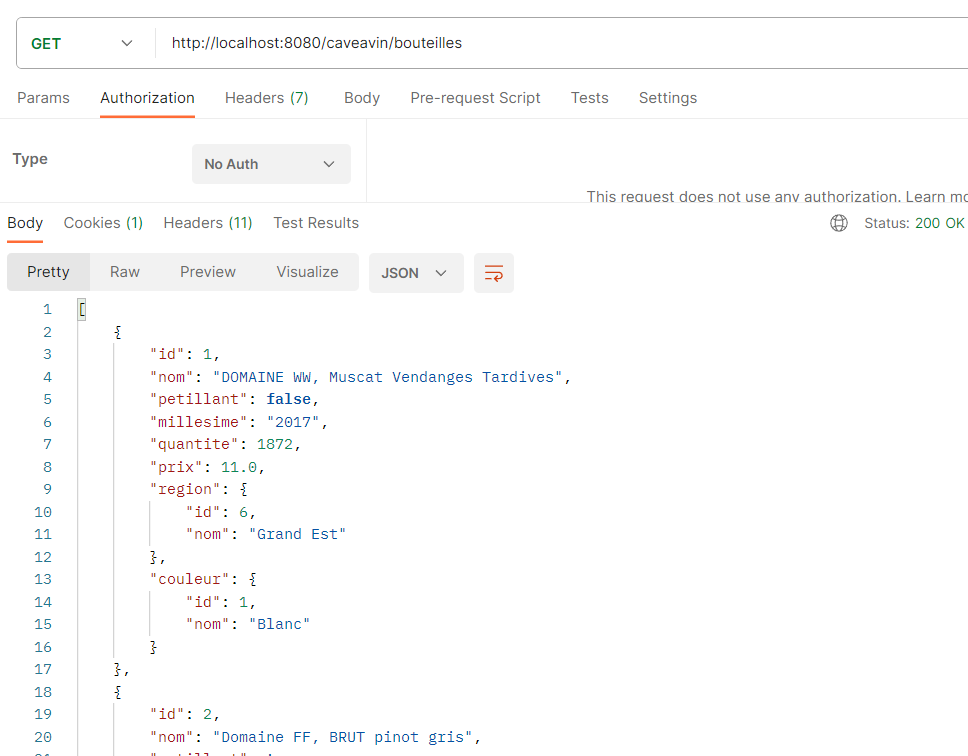 GET http://localhost:8080/caveavin/bouteilles
Params Authorization Headers (7) Body Pre-request Script Tests Settings
Type No Auth
This request does not use any authorization. Learn mo
Body Cookies (1) Headers (11) Test Results Status: 200 OK
Pretty Raw Preview Visualize JSON
1 [
2 {
3 "id": 1,
4 "nom": "DOMAINE WW, Muscat Vendanges Tardives",
5 "petillant": false,
6 "millesime": "2017",
7 "quantite": 1872,
8 "prix": 11.0,
9 "region": {
10 "id": 6,
11 "nom": "Grand Est"
12 },
13 "couleur": {
14 "id": 1,
15 "nom": "Blanc"
16 }
17 },
18 {
19 "id": 2,
20 "nom": "Domaine FF, BRUT pinot gris",